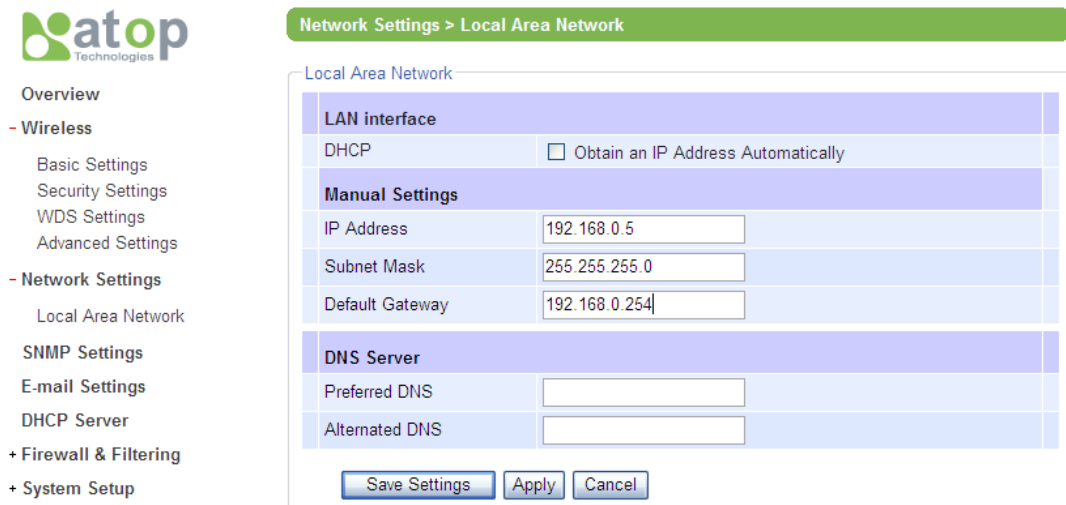 atop
Technologies
Overview
- Wireless
Basic Settings
Security Settings
WDS Settings
Advanced Settings
- Network Settings
Local Area Network
SNMP Settings
E-mail Settings
DHCP Server
+ Firewall & Filtering
+ System Setup
Network Settings > Local Area Network
Local Area Network
LAN interface
DHCP Obtain an IP Address Automatically
Manual Settings
IP Address 192.168.0.5
Subnet Mask 255.255.255.0
Default Gateway 192.168.0.254
DNS Server
Preferred DNS
Alternated DNS
Save Settings Apply Cancel